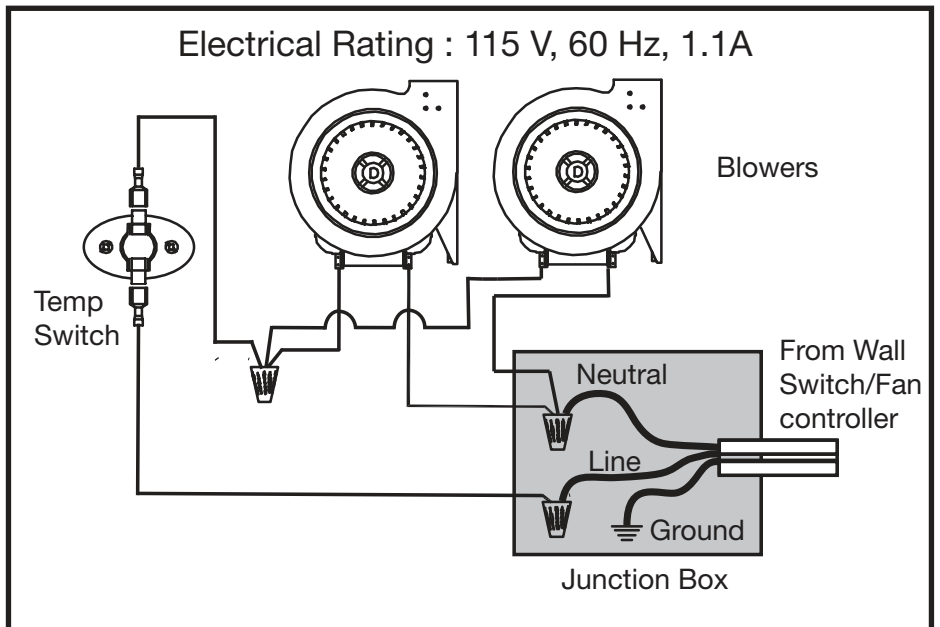 Electrical Rating : 115 V, 60 Hz, 1.1A
D
D
Blowers
Temp
Switch
From Wall
Switch/Fan
controller
Neutral
Line
Ground
Junction Box